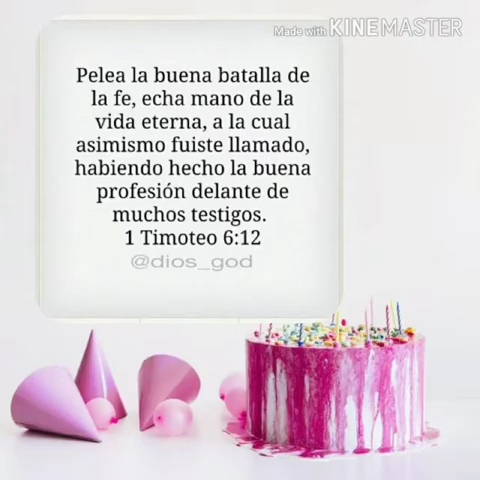 Made with KINEMASTER
Pelea la buena batalla de
la fe, echa mano de la
vida eterna, a la cual
asimismo fuiste llamado,
habiendo hecho la buena
profesión delante de
muchos testigos.
1 Timoteo 6:12
@dios_god